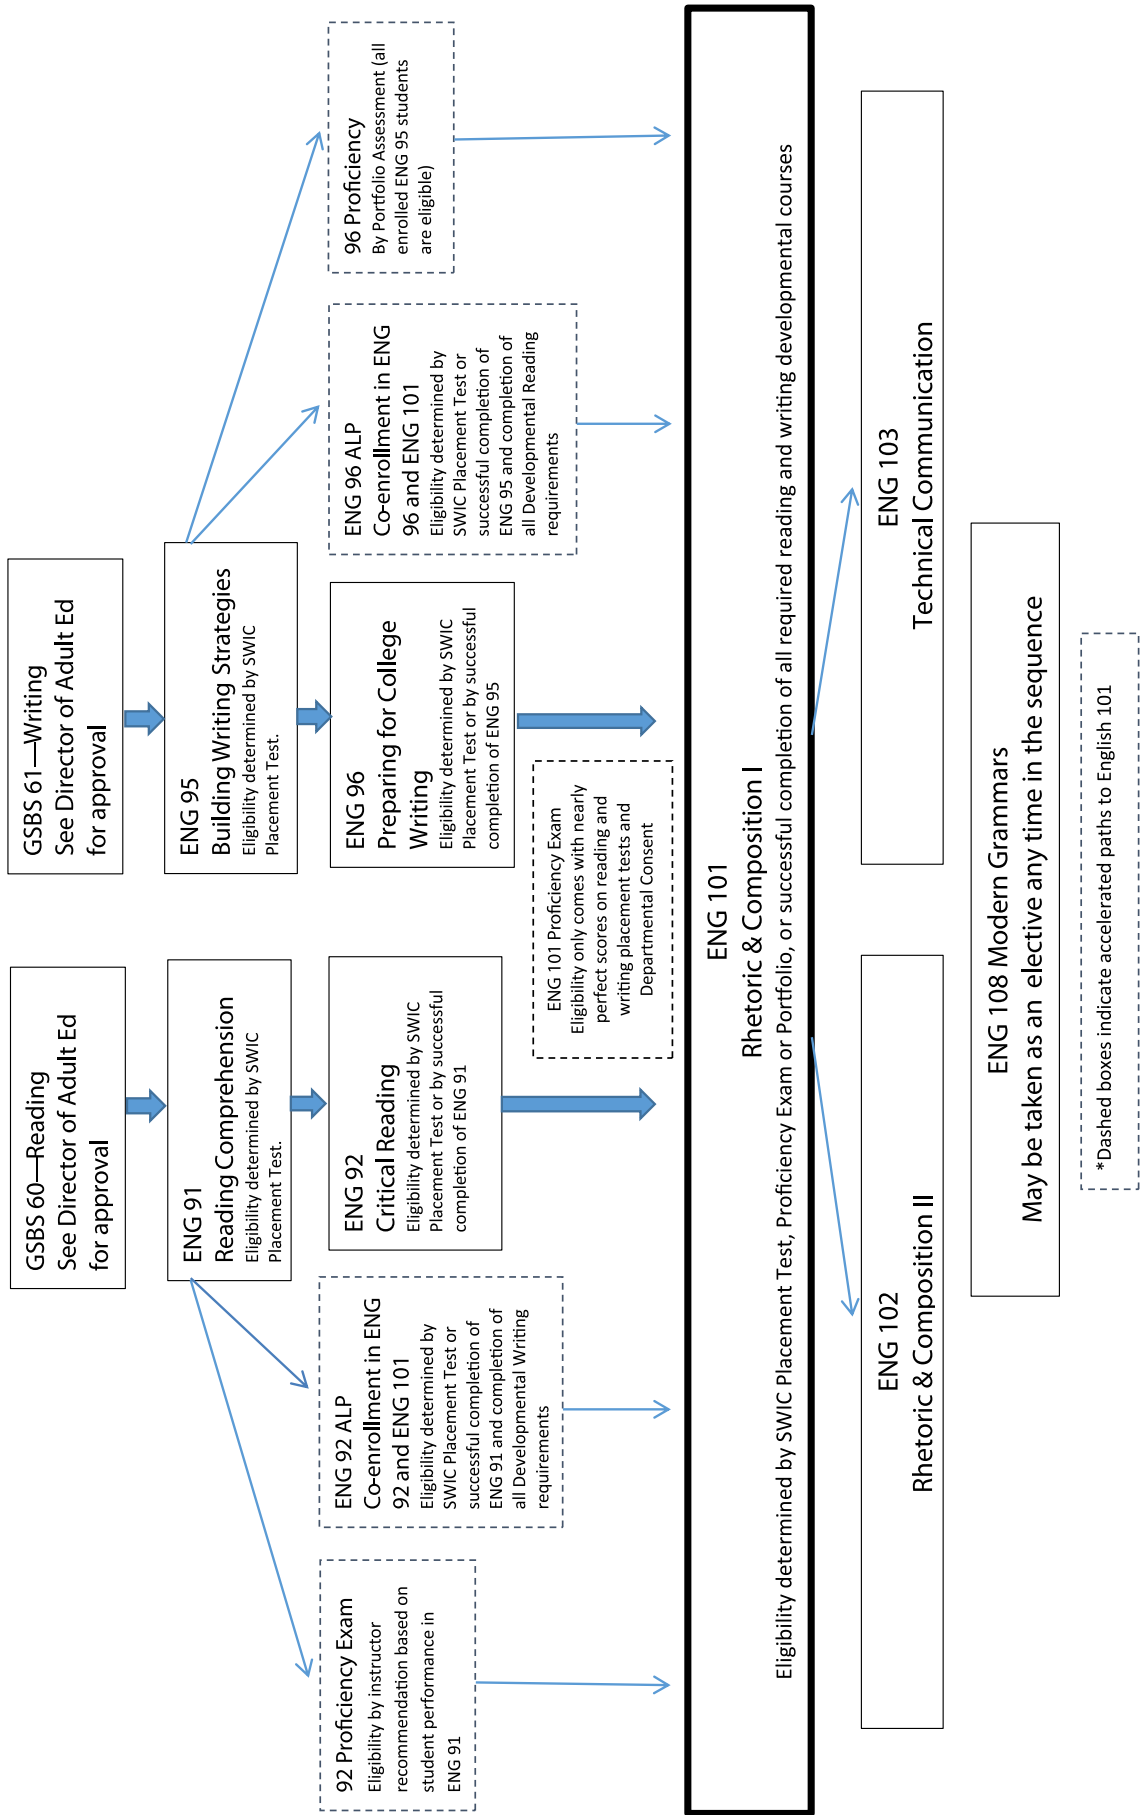 GSBS 60—Reading
See Director of Adult Ed
for approval
GSBS 61—Writing
See Director of Adult Ed
for approval
ENG 91
Reading Comprehension
Eligibility determined by SWIC
Placement Test.
ENG 95
Building Writing Strategies
Eligibility determined by SWIC
Placement Test.
92 Proficiency Exam
Eligibility by instructor
recommendation based on
student performance in
ENG 91
ENG 92 ALP
Co-enrollment in ENG
92 and ENG 101
Eligibility determined by
SWIC Placement Test or
successful completion of
ENG 91 and completion of
all Developmental Writing
requirements
ENG 92
Critical Reading
Eligibility determined by SWIC
Placement Test or by successful
completion of ENG 91
ENG 96
Preparing for College
Writing
Eligibility determined by SWIC
Placement Test or by successful
completion of ENG 95
ENG 96 ALP
Co-enrollment in ENG
96 and ENG 101
Eligibility determined by
SWIC Placement Test or
successful completion of
ENG 95 and completion of
all Developmental Reading
requirements
96 Proficiency
By Portfolio Assessment (all
enrolled ENG 95 students
are eligible)
ENG 101 Proficiency Exam
Eligibility only comes with nearly
perfect scores on reading and
writing placement tests and
Departmental Consent
ENG 101
Rhetoric & Composition I
Eligibility determined by SWIC Placement Test, Proficiency Exam or Portfolio, or successful completion of all required reading and writing developmental courses
ENG 102
Rhetoric & Composition II
ENG 103
Technical Communication
ENG 108 Modern Grammars
May be taken as an elective any time in the sequence
*Dashed boxes indicate accelerated paths to English 101